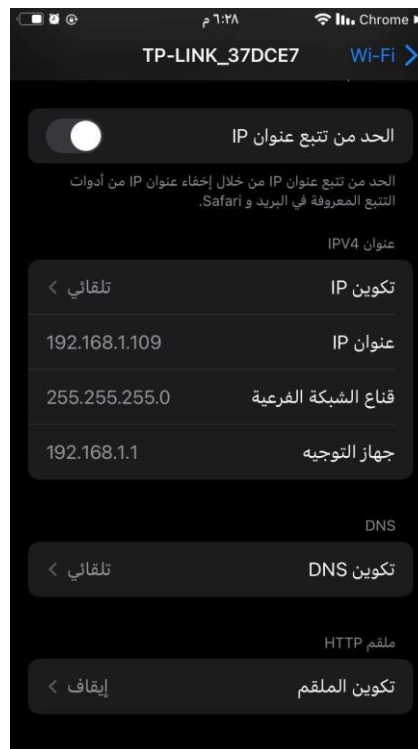 Chrome ٦:٢٨ م
Wi-Fi TP-LINK_37DCE7
الحد من تتبع عنوان IP
الحد من تتبع عنوان IP من خلال إخفاء عنوان IP من أدوات
التتبع المعروفة في البريد و Safari.
عنوان IPV4
تكوين IP تلقائي
عنوان IP 192.168.1.109
قناع الشبكة الفرعية 255.255.255.0
جهاز التوجيه 192.168.1.1
DNS
تكوين DNS تلقائي
ملقم HTTP
تكوين الملقم إيقاف